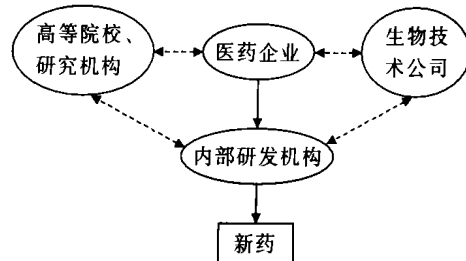 高等院校、
研究机构
医药企业
生物技
术公司
内部研发机构
新药